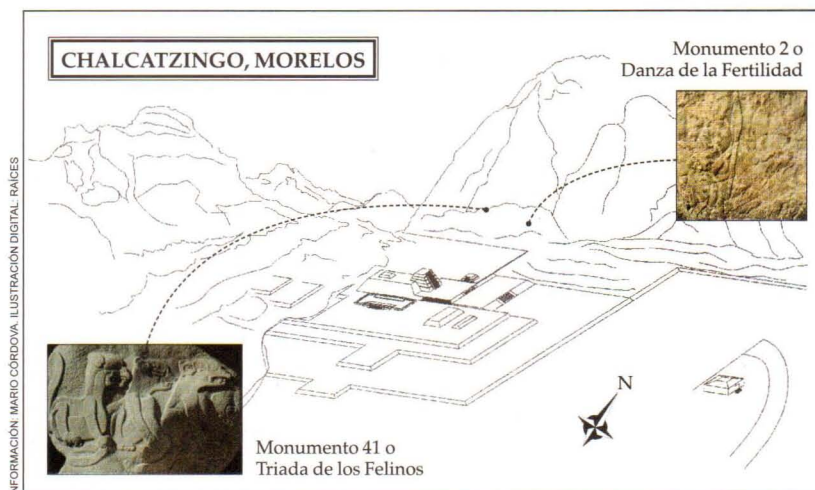 CHALCATZINGO, MORELOS
Monumento 2 o
Danza de la Fertilidad
INFORMACIÓN: MARIO CÓRDOVA. ILUSTRACIÓN DIGITAL: RAÍCES
N
Monumento 41 o
Triada de los Felinos